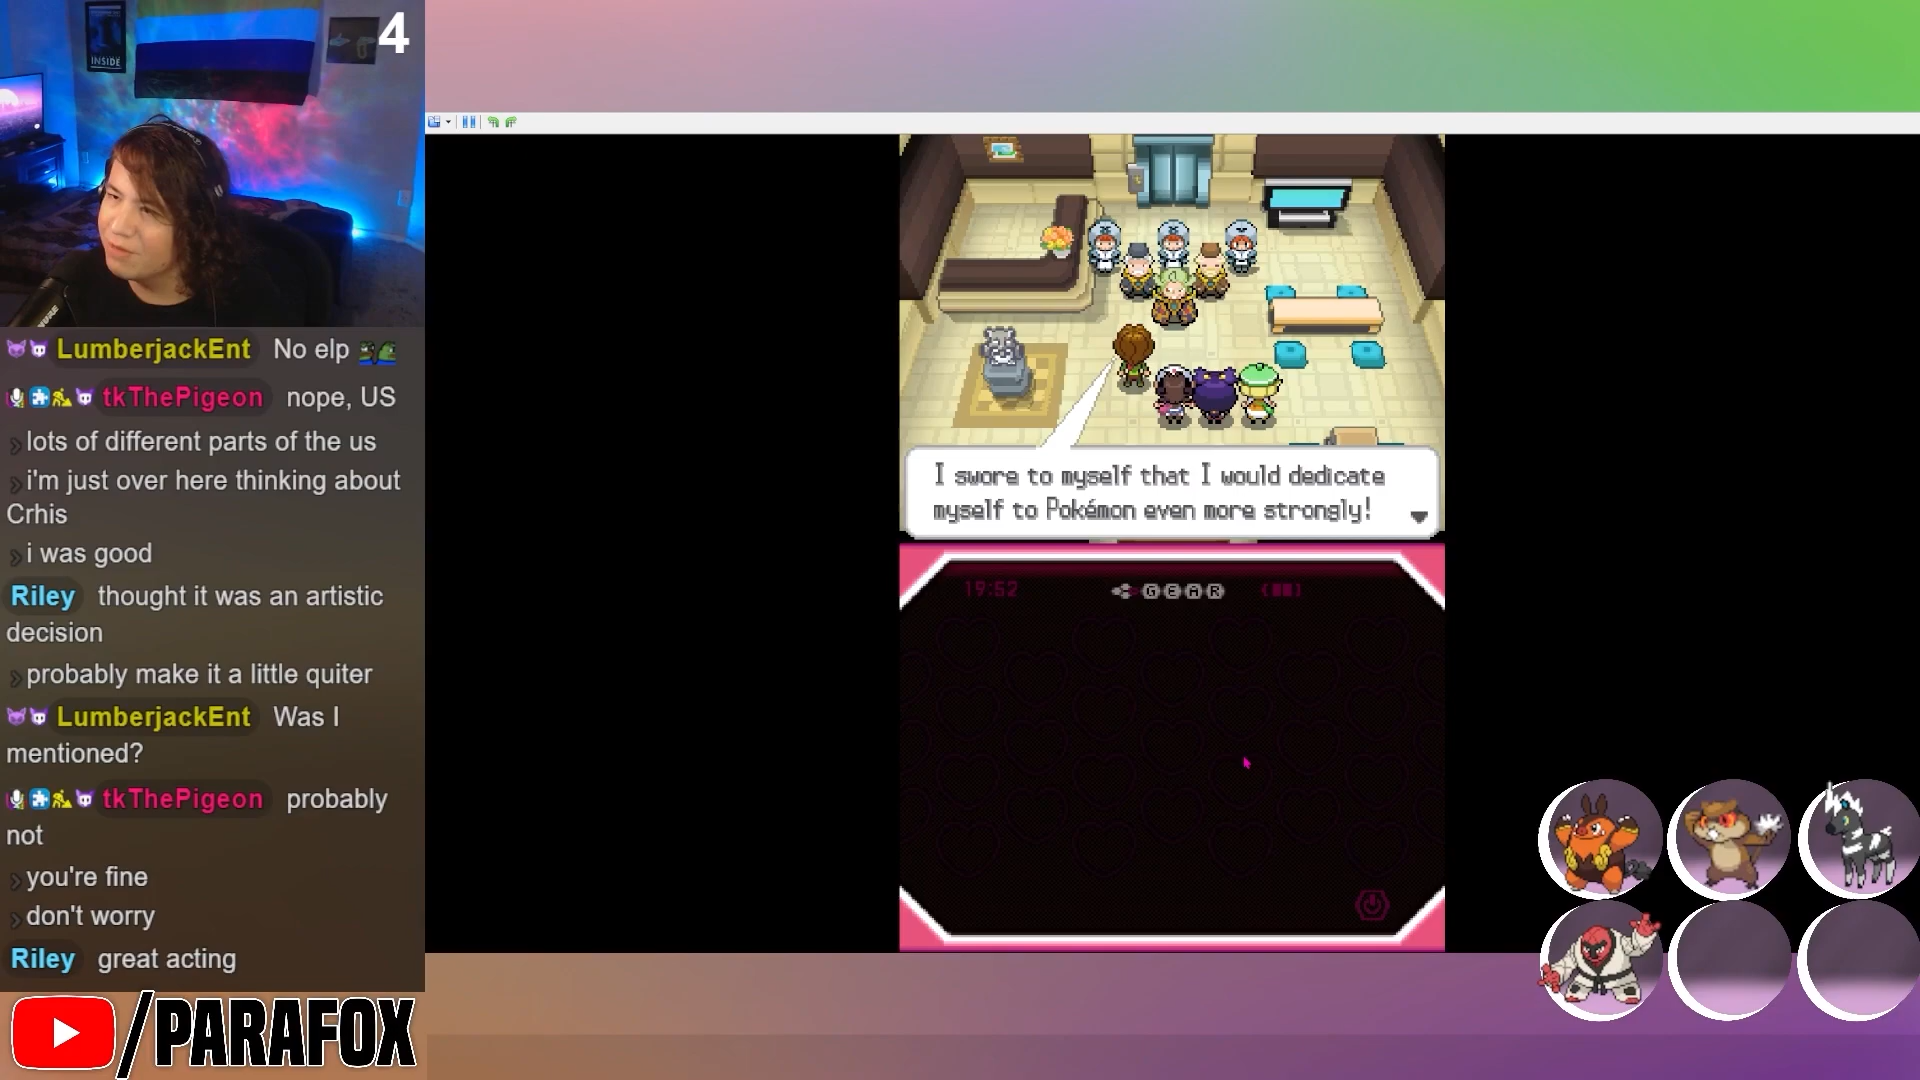 INSIDE
4
LumberjackEnt No elp
tkThePigeon nope, US
lots of different parts of the us
i'm just over here thinking about
Crhis
i was good
Riley thought it was an artistic
decision
probably make it a little quiter
LumberjackEnt Was I
mentioned?
tkThePigeon probably
not
you're fine
don't worry
Riley great acting
/PARAFOX
I swore to myself that I would dedicate
myself to Pokémon even more strongly!
19:52 GEAR